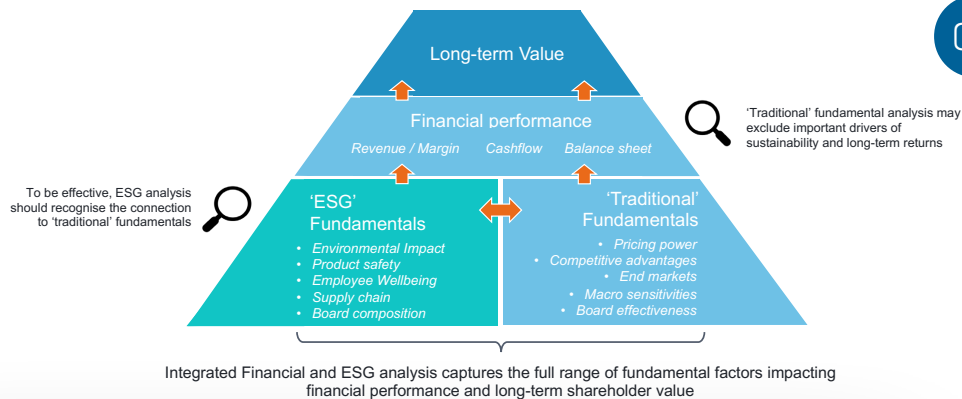 Long-term Value
Financial performance
Revenue / Margin Cashflow Balance sheet
'Traditional' fundamental analysis may
exclude important drivers of
sustainability and long-term returns
To be effective, ESG analysis
should recognise the connection
to 'traditional' fundamentals
'ESG'
Fundamentals
• Environmental Impact
• Product safety
• Employee Wellbeing
• Supply chain
• Board composition
'Traditional'
Fundamentals
• Pricing power
• Competitive advantages
• End markets
• Macro sensitivities
• Board effectiveness
Integrated Financial and ESG analysis captures the full range of fundamental factors impacting
financial performance and long-term shareholder value